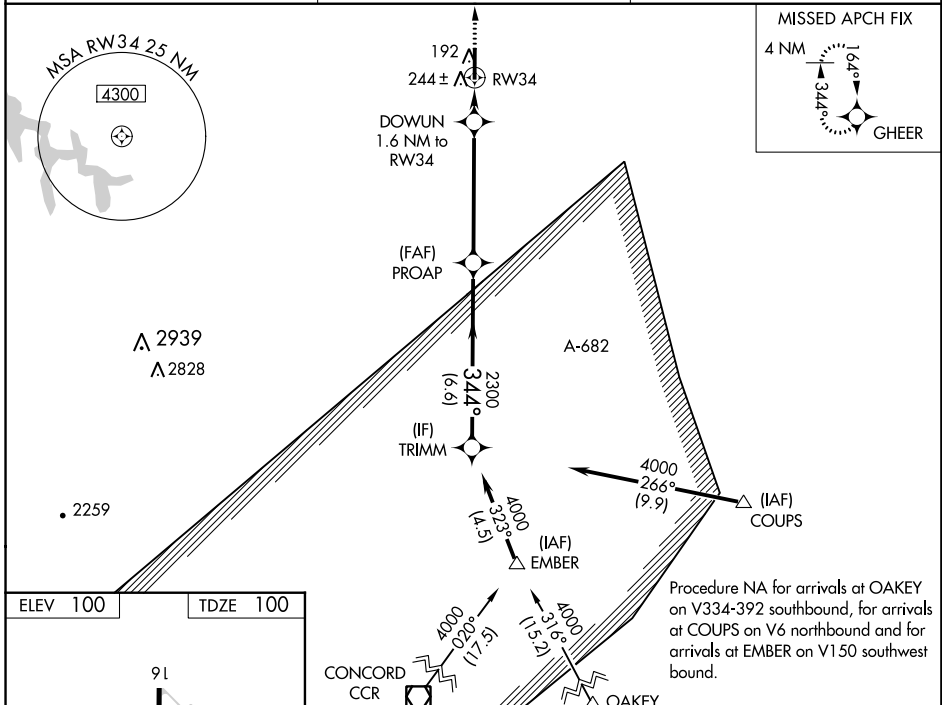 MSA RW34 25 NM
4300
192
244 ±
RW34
DOWUN
1.6 NM to
RW34
MISSED APCH FIX
4 NM
164°
344°
GHEER
(FAF)
PROAP
2939
2828
A-682
2300
344°
(6.6)
(IF)
TRIMM
2259
4000
266°
(9.9)
(IAF)
COUPS
4000
323°
(4.5)
(IAF)
EMBER
Procedure NA for arrivals at OAKEY
on V334-392 southbound, for arrivals
at COUPS on V6 northbound and for
arrivals at EMBER on V150 southwest
bound.
ELEV 100
TDZE 100
16
4000
020°
(17.5)
4000
316°
(15.2)
CONCORD
CCR
OAKEY